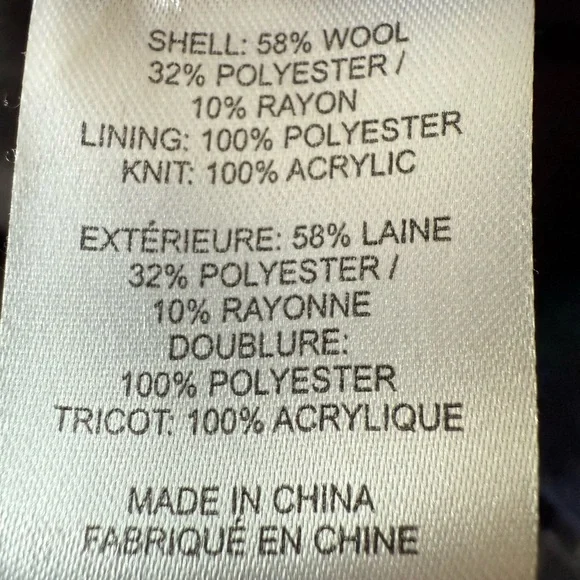 SHELL: 58% WOOL
32% POLYESTER /
10% RAYON
LINING: 100% POLYESTER
KNIT: 100% ACRYLIC
EXTÉRIEURE: 58% LAINE
32% POLYESTER /
10% RAYONNE
DOUBLURE:
100% POLYESTER
TRICOT: 100% ACRYLIQUE
MADE IN CHINA
FABRIQUÉ EN CHINE